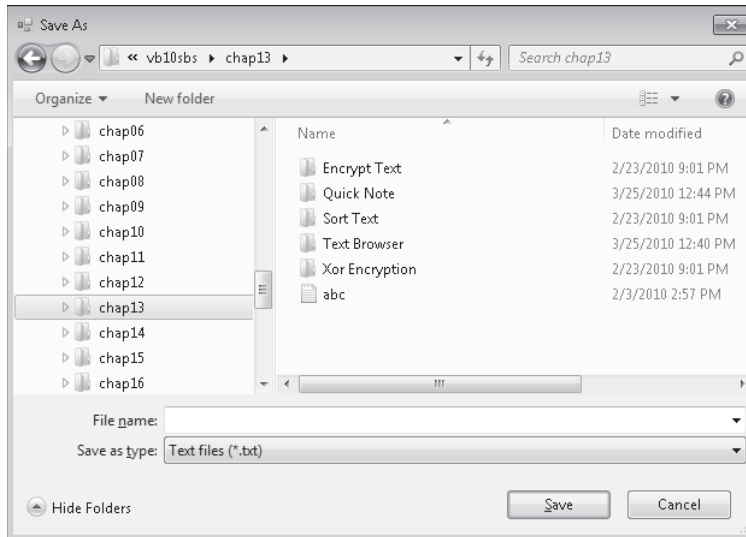 Save As
« vb10sbs ▸ chap13 ▸ Search chap13
Organize New folder
chap06
chap07
chap08
chap09
chap10
chap11
chap12
chap13
chap14
chap15
chap16
Name Date modified
Encrypt Text 2/23/2010 9:01 PM
Quick Note 3/25/2010 12:44 PM
Sort Text 2/23/2010 9:01 PM
Text Browser 3/25/2010 12:40 PM
Xor Encryption 2/23/2010 9:01 PM
abc 2/3/2010 2:57 PM
File name:
Save as type: Text files (*.txt)
Hide Folders Save Cancel